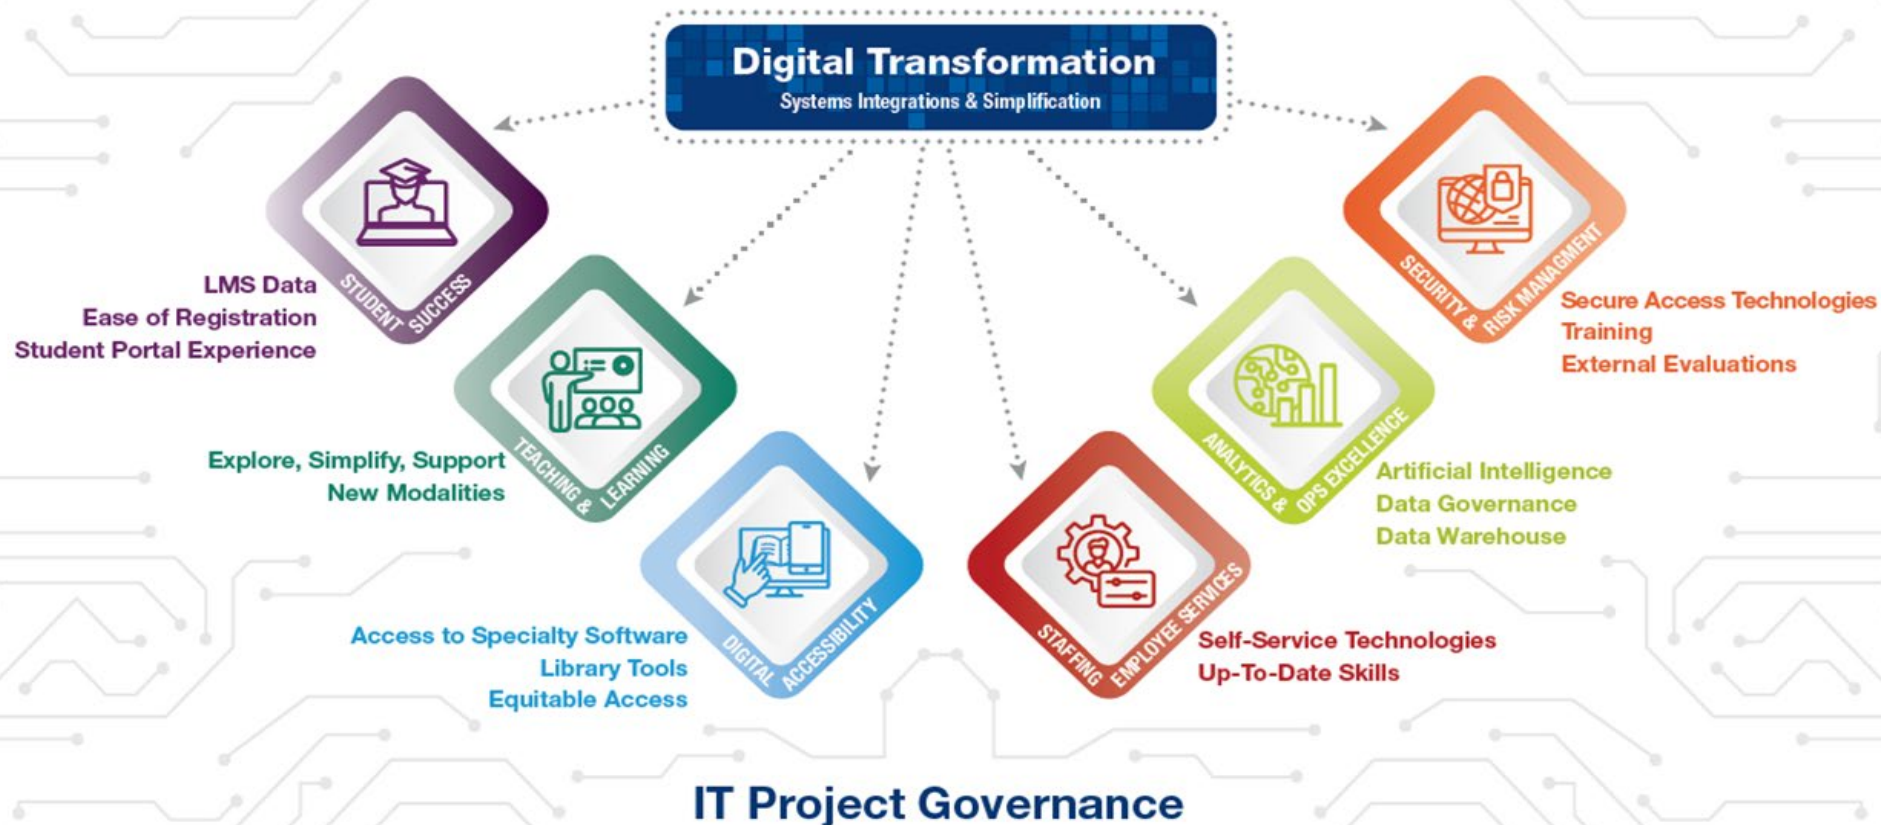 Digital Transformation
Systems Integrations & Simplification
STUDENT SUCCESS
LMS Data
Ease of Registration
Student Portal Experience
TEACHING & LEARNING
Explore, Simplify, Support
New Modalities
DIGITAL ACCESSIBILITY
Access to Specialty Software
Library Tools
Equitable Access
STAFFING EMPLOYEE SERVICES
Self-Service Technologies
Up-To-Date Skills
ANALYTICS & OPS EXCELLENCE
Artificial Intelligence
Data Governance
Data Warehouse
SECURITY & RISK MANAGMENT
Secure Access Technologies
Training
External Evaluations
IT Project Governance